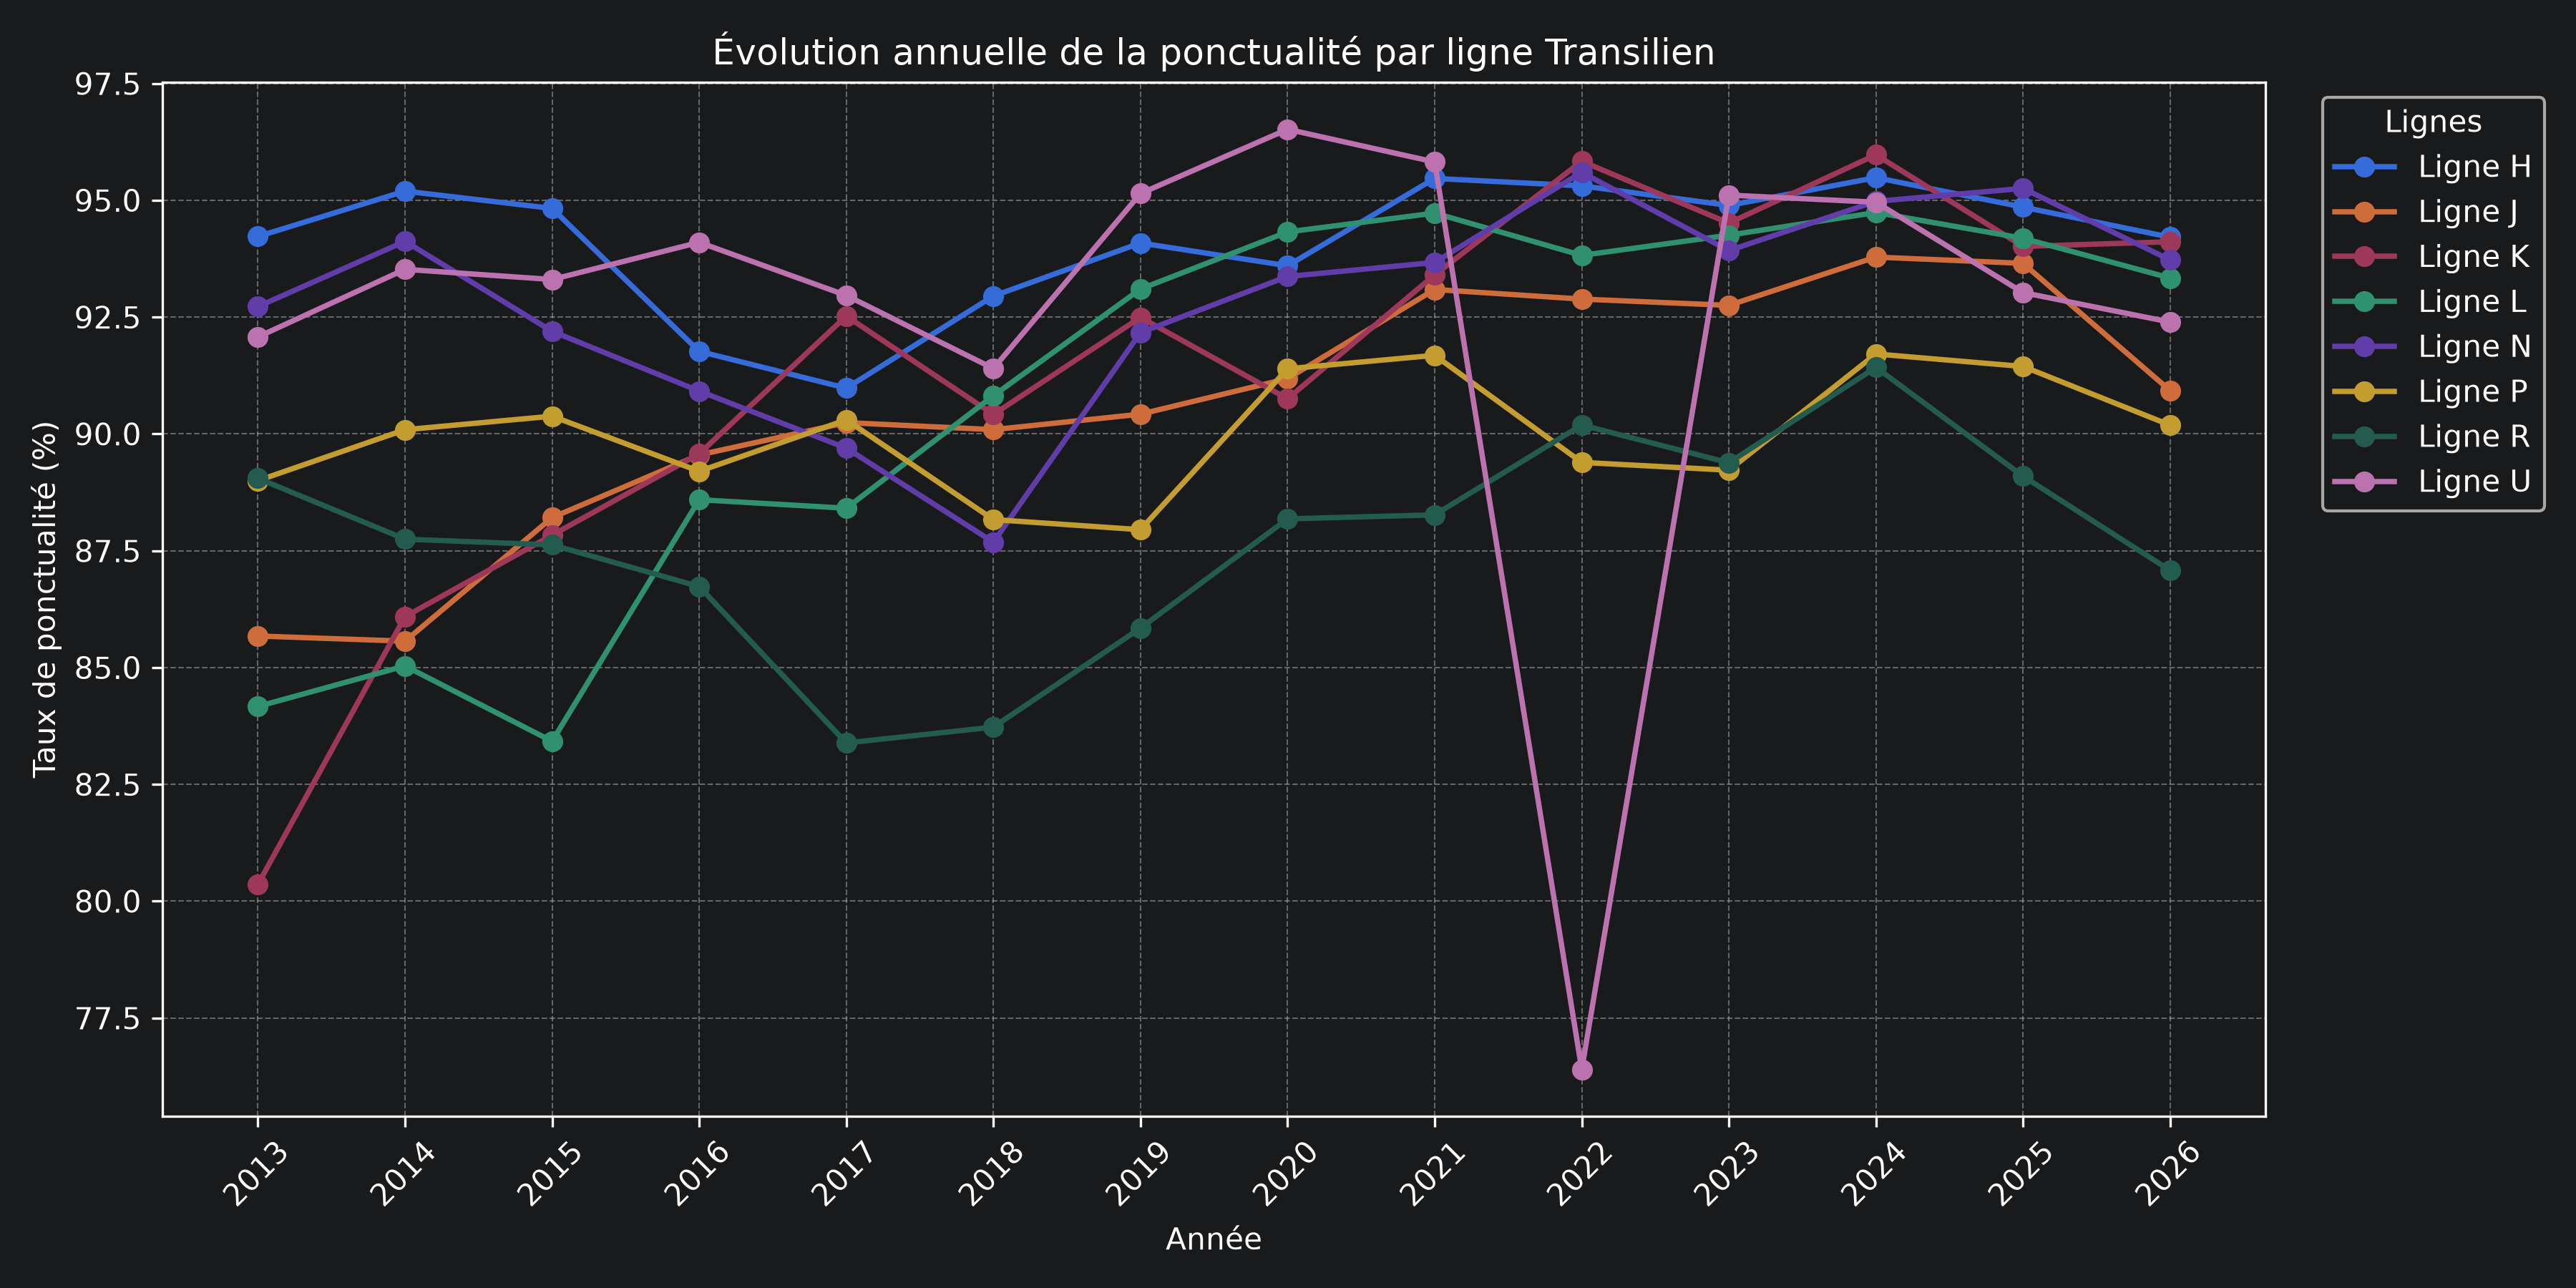 Évolution annuelle de la ponctualité par ligne Transilien
Taux de ponctualité (%)
97.5
95.0
92.5
90.0
87.5
85.0
82.5
80.0
77.5
2013
2014
2015
2016
2017
2018
2019
2020
2021
2022
2023
2024
2025
2026
Année
Lignes
Ligne H
Ligne J
Ligne K
Ligne L
Ligne N
Ligne P
Ligne R
Ligne U